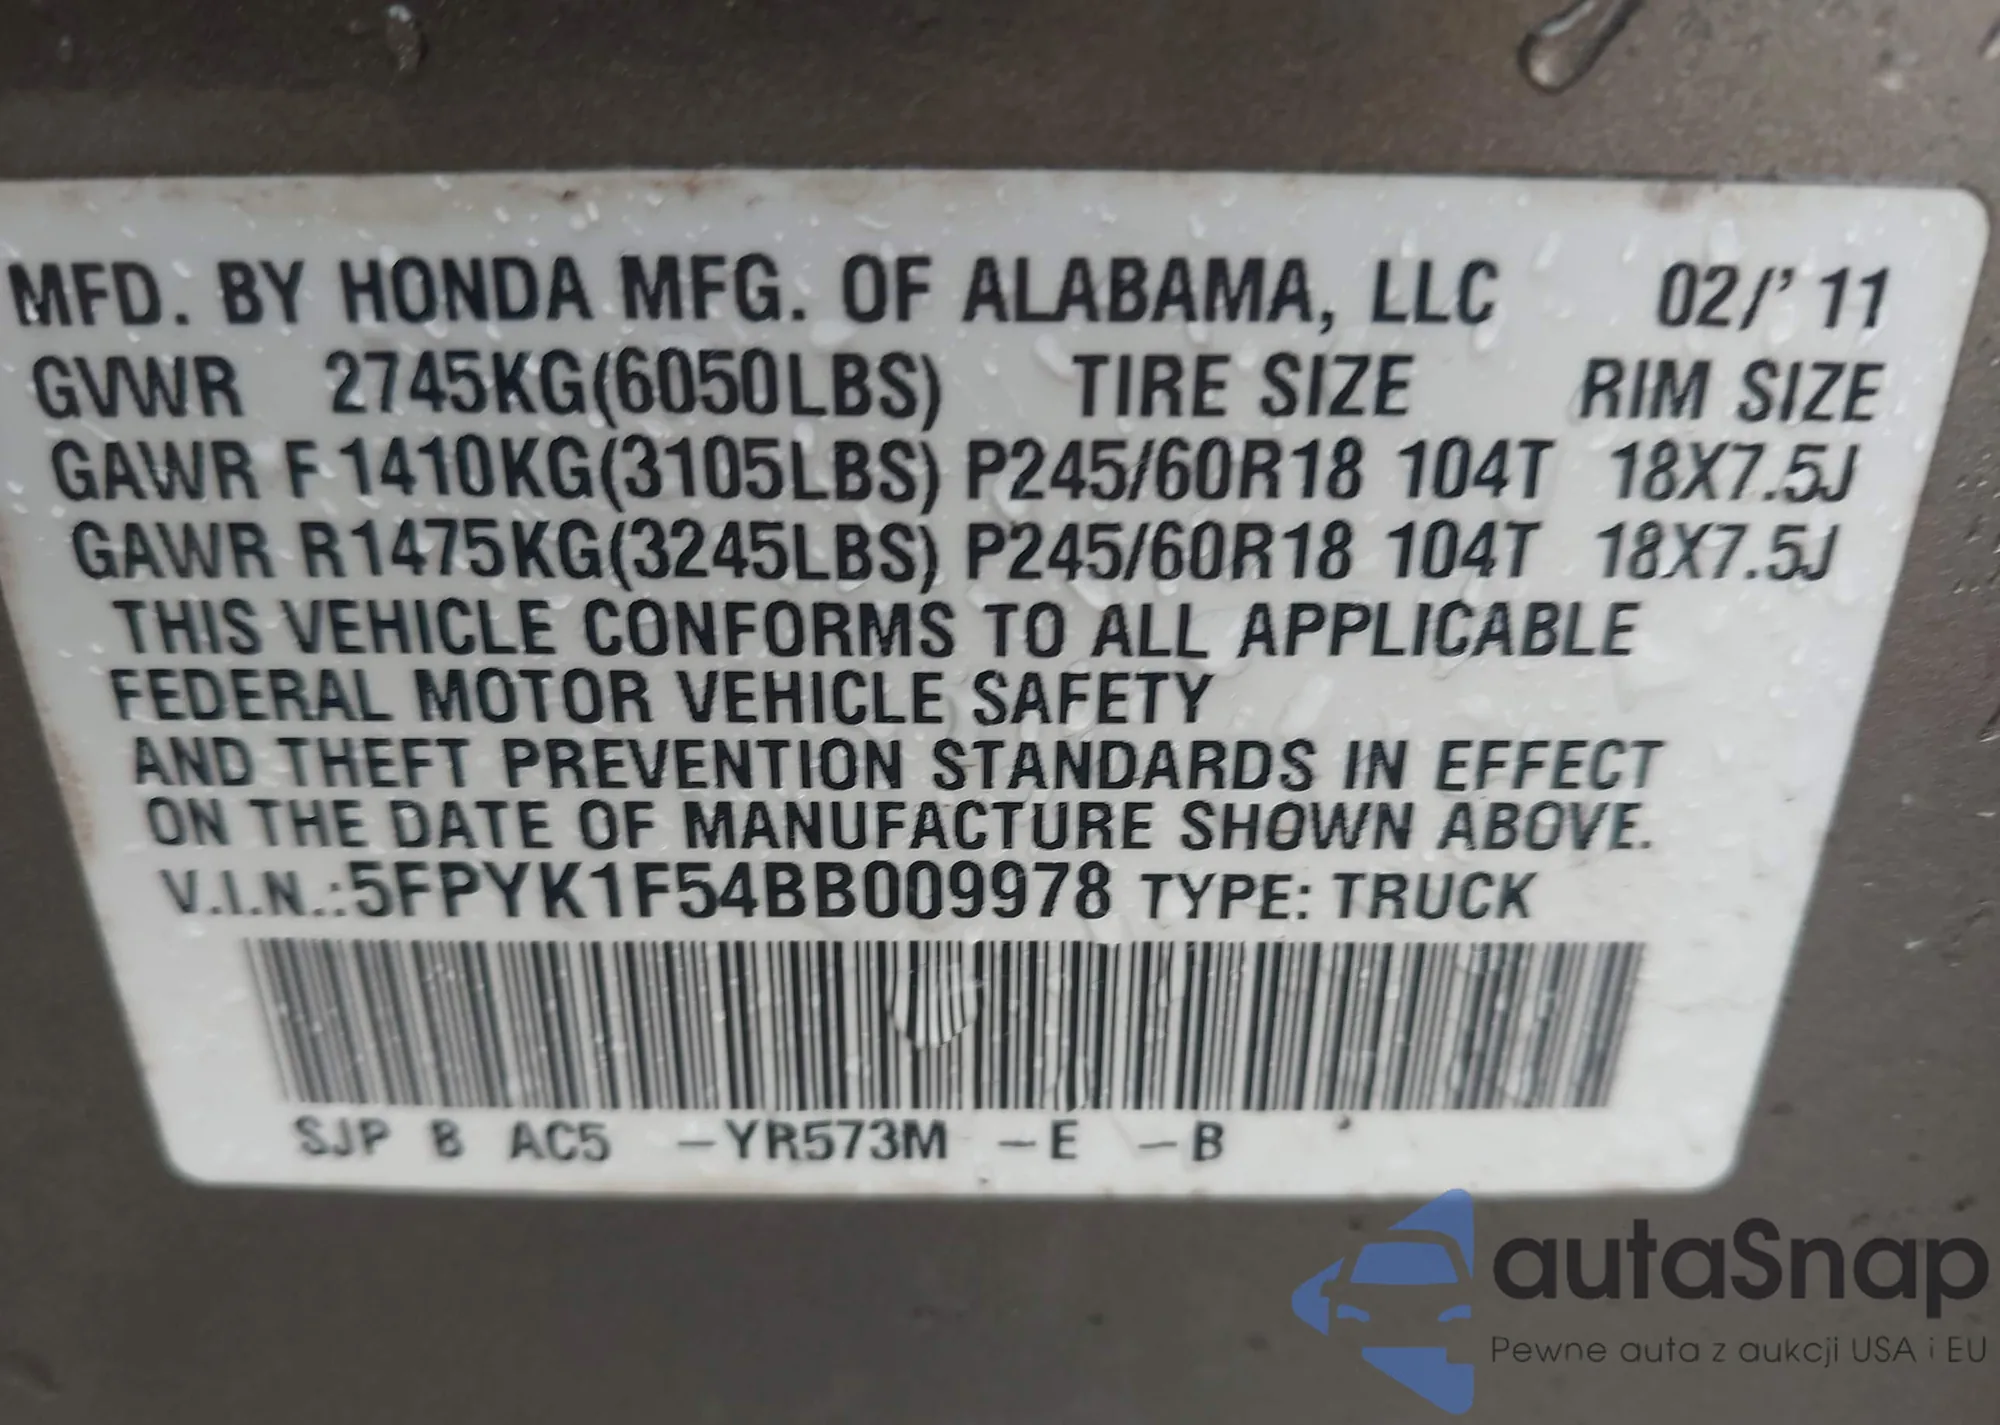 MFD. BY HONDA MFG. OF ALABAMA, LLC 02/'11
GVWR 2745KG(6050LBS) TIRE SIZE RIM SIZE
GAWR F 1410KG(3105LBS) P245/60R18 104T 18X7.5J
GAWR R1475KG(3245LBS) P245/60R18 104T 18X7.5J
THIS VEHICLE CONFORMS TO ALL APPLICABLE
FEDERAL MOTOR VEHICLE SAFETY
AND THEFT PREVENTION STANDARDS IN EFFECT
ON THE DATE OF MANUFACTURE SHOWN ABOVE.
V.I.N.:5FPYK1F54BB009978 TYPE: TRUCK
SJP B AC5 –YR573M –E –B
autaSnap
Pewne auta z aukcji USA i EU